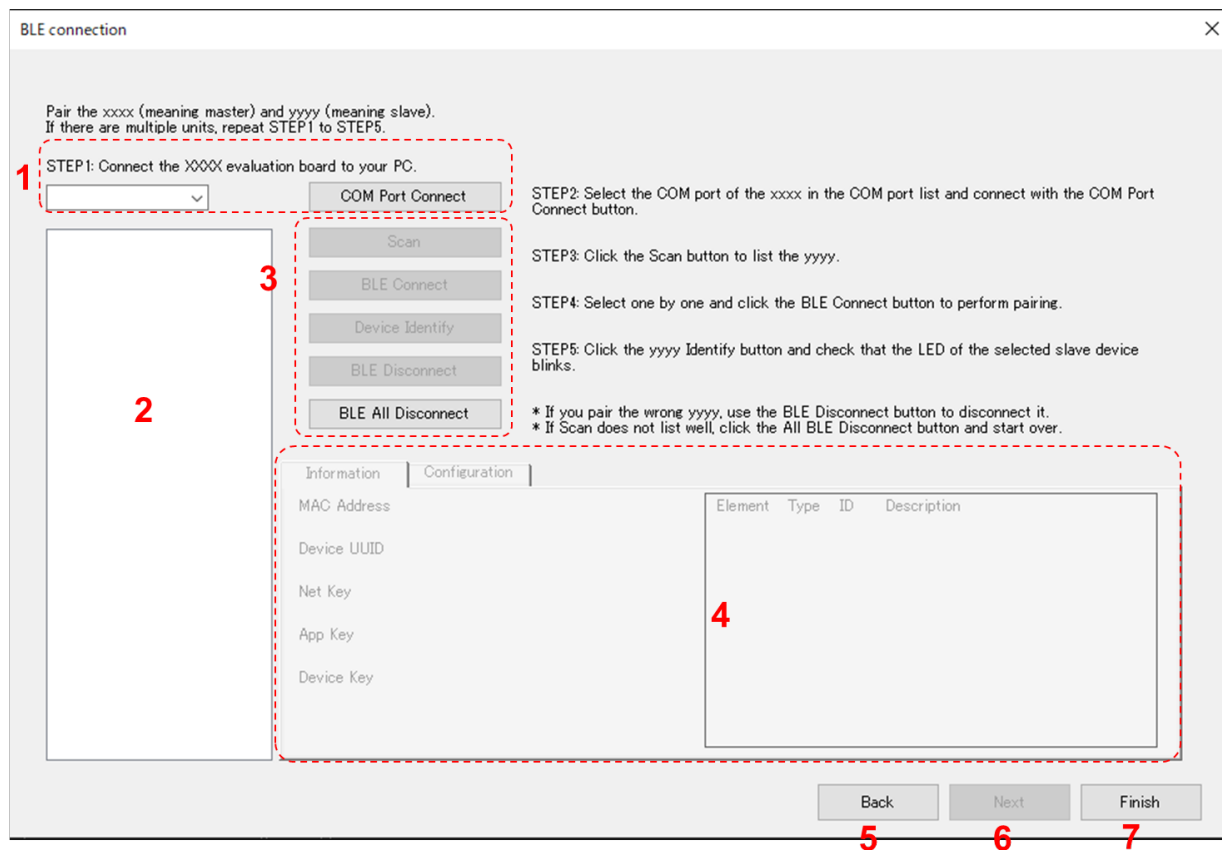 BLE connection
Pair the xxxx (meaning master) and yyyy (meaning slave).
If there are multiple units, repeat STEP1 to STEP5.
1
STEP1: Connect the XXXX evaluation board to your PC.
COM Port Connect
STEP2: Select the COM port of the xxxx in the COM port list and connect with the COM Port
Connect button.
2
3
Scan
BLE Connect
Device Identify
BLE Disconnect
BLE All Disconnect
STEP3: Click the Scan button to list the yyyy.
STEP4: Select one by one and click the BLE Connect button to perform pairing.
STEP5: Click the yyyy Identify button and check that the LED of the selected slave device
blinks.
* If you pair the wrong yyyy, use the BLE Disconnect button to disconnect it.
* If Scan does not list well, click the All BLE Disconnect button and start over.
Information Configuration
MAC Address
Device UUID
Net Key
App Key
Device Key
Element Type ID Description
4
Back Next Finish
5 6 7